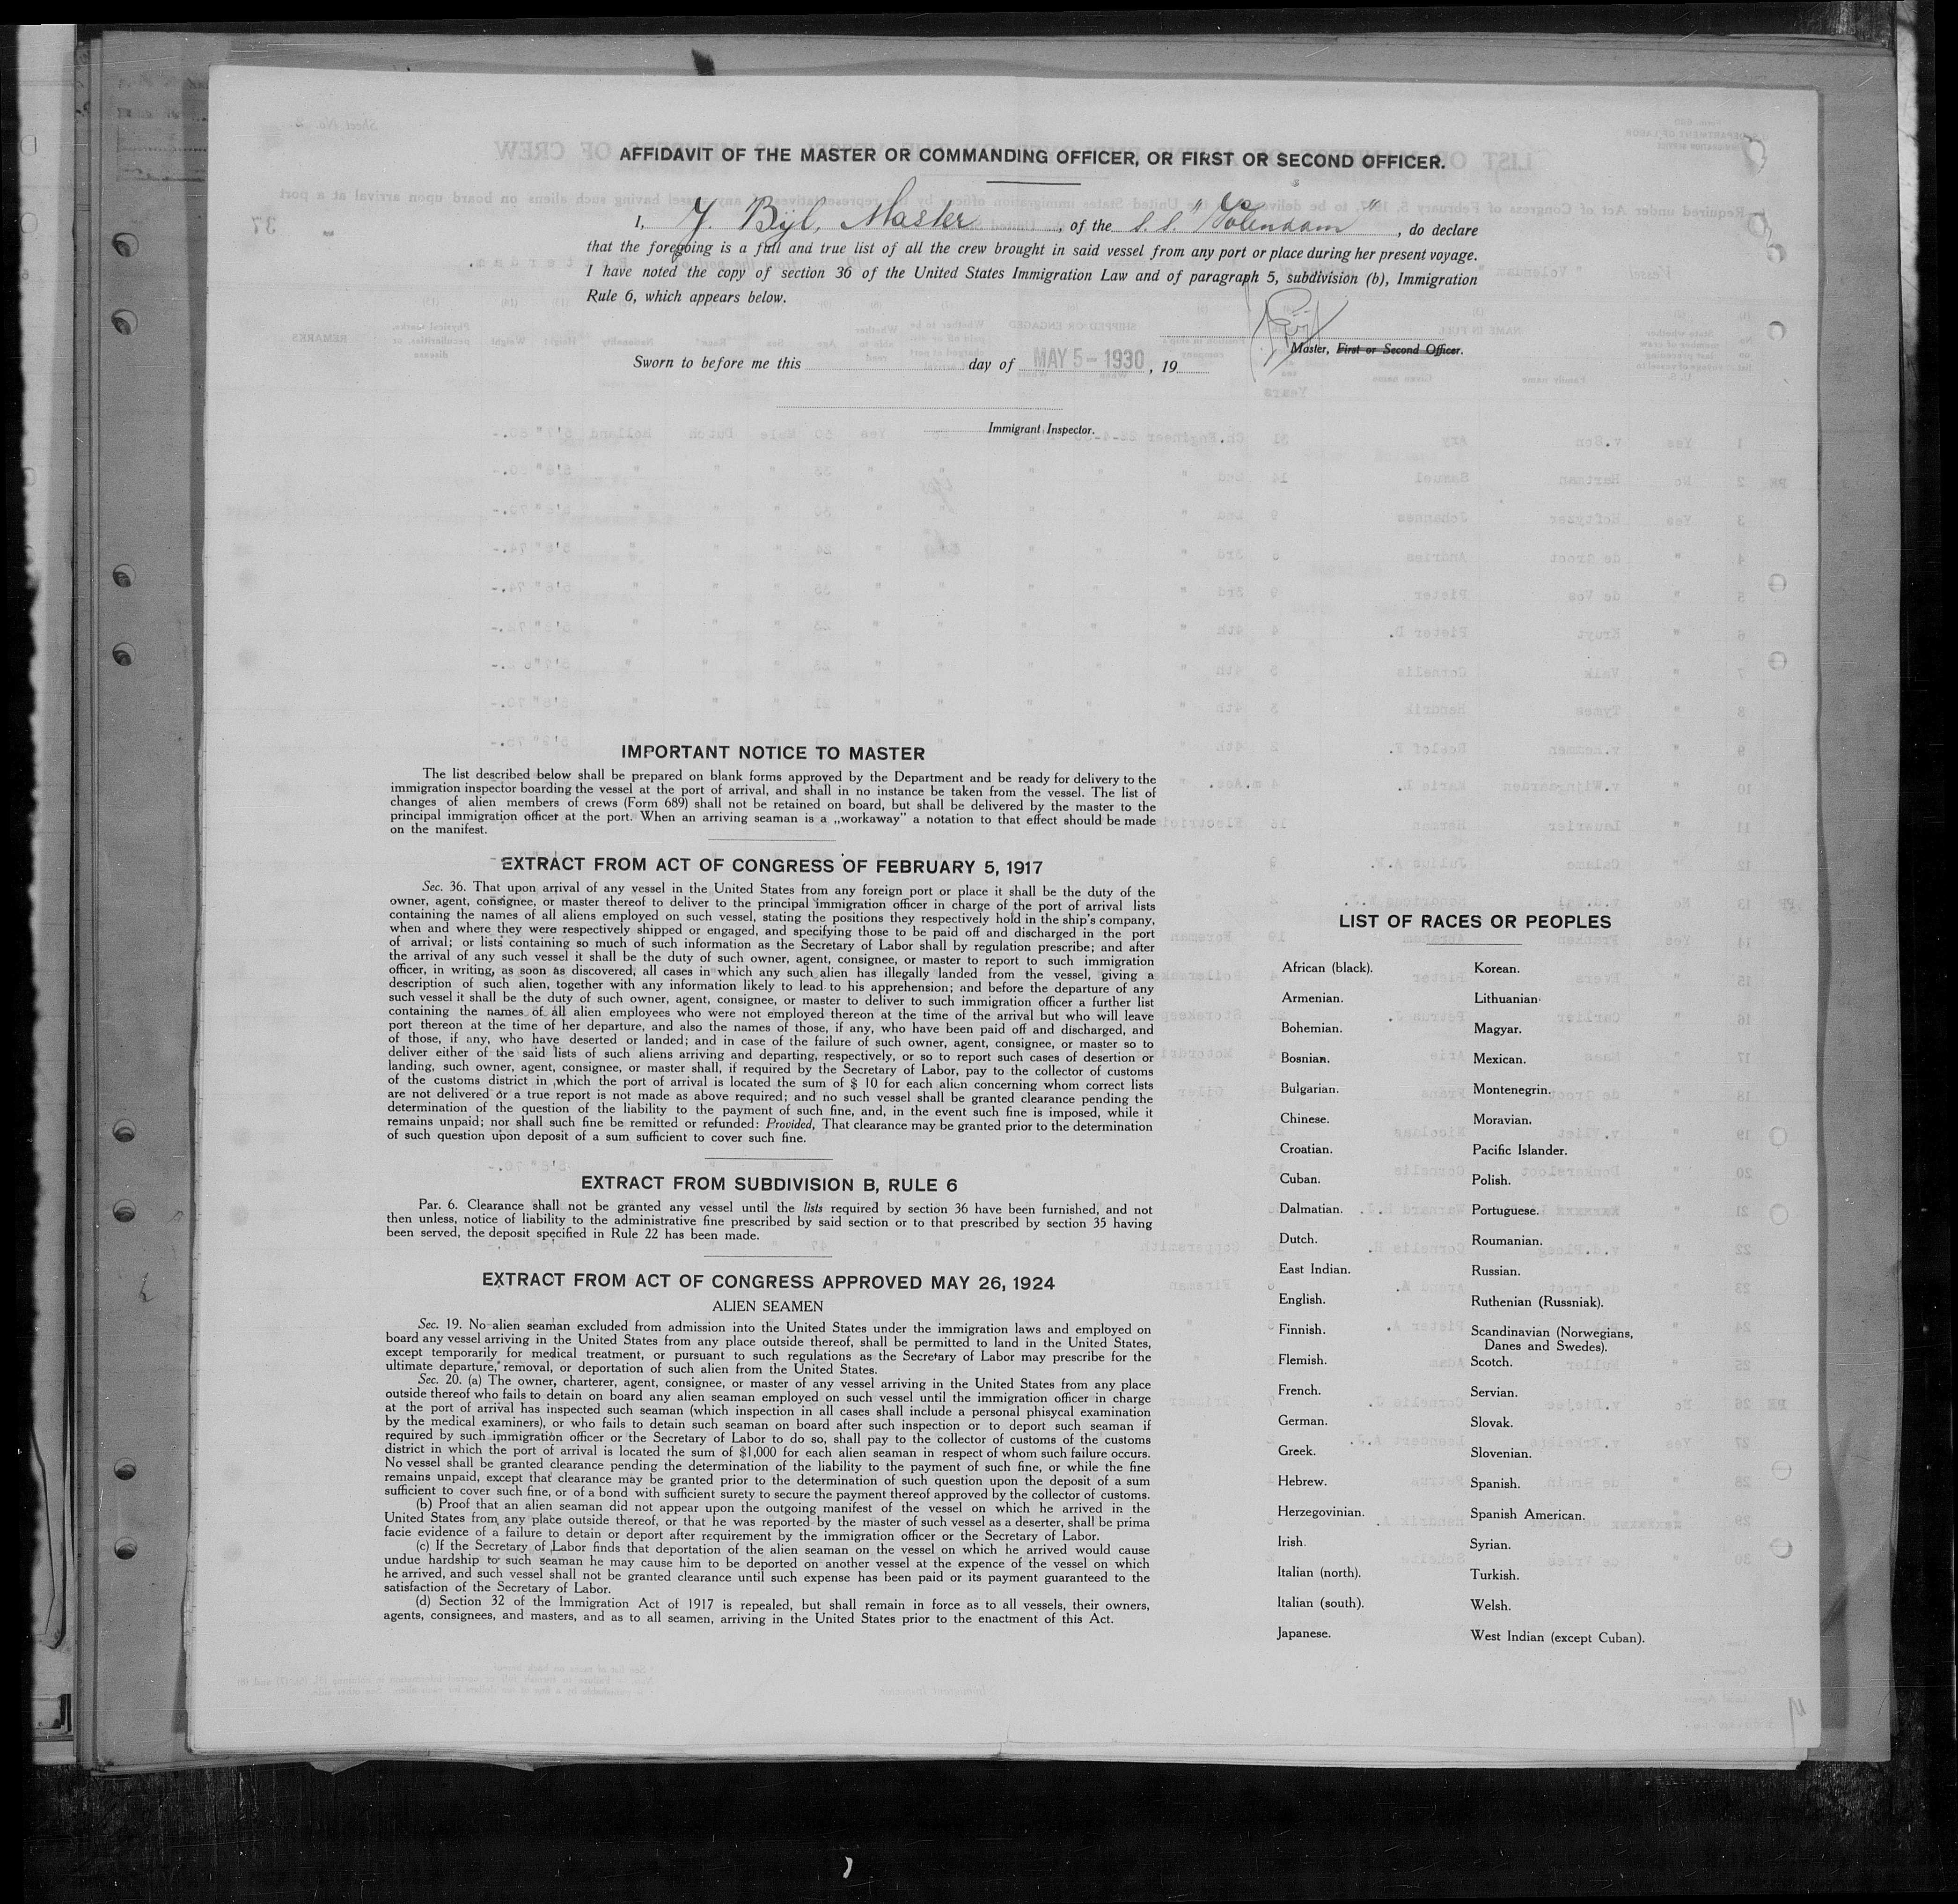 AFFIDAVIT OF THE MASTER OR COMMANDING OFFICER, OR FIRST OR SECOND OFFICER.
I, J. Bijl, Master, of the S.S. "Volendam", do declare
that the foregoing is a full and true list of all the crew brought in said vessel from any port or place during her present voyage.
I have noted the copy of section 36 of the United States Immigration Law and of paragraph 5, subdivision (b), Immigration
Rule 6, which appears below.
Master, First or Second Officer.
Sworn to before me this day of MAY 5 - 1930, 19
Immigrant Inspector.
IMPORTANT NOTICE TO MASTER
The list described below shall be prepared on blank forms approved by the Department and be ready for delivery to the
immigration inspector boarding the vessel at the port of arrival, and shall in no instance be taken from the vessel. The list of
changes of alien members of crews (Form 689) shall not be retained on board, but shall be delivered by the master to the
principal immigration officer at the port. When an arriving seaman is a „workaway" a notation to that effect should be made
on the manifest.
EXTRACT FROM ACT OF CONGRESS OF FEBRUARY 5, 1917
Sec. 36. That upon arrival of any vessel in the United States from any foreign port or place it shall be the duty of the
owner, agent, consignee, or master thereof to deliver to the principal immigration officer in charge of the port of arrival lists
containing the names of all aliens employed on such vessel, stating the positions they respectively hold in the ship's company,
when and where they were respectively shipped or engaged, and specifying those to be paid off and discharged in the port
of arrival; or lists containing so much of such information as the Secretary of Labor shall by regulation prescribe; and after
the arrival of any such vessel it shall be the duty of such owner, agent, consignee, or master to report to such immigration
officer, in writing, as soon as discovered, all cases in which any such alien has illegally landed from the vessel, giving a
description of such alien, together with any information likely to lead to his apprehension; and before the departure of any
such vessel it shall be the duty of such owner, agent, consignee, or master to deliver to such immigration officer a further list
containing the names of all alien employees who were not employed thereon at the time of the arrival but who will leave
port thereon at the time of her departure, and also the names of those, if any, who have been paid off and discharged, and
of those, if any, who have deserted or landed; and in case of the failure of such owner, agent, consignee, or master so to
deliver either of the said lists of such aliens arriving and departing, respectively, or so to report such cases of desertion or
landing, such owner, agent, consignee, or master shall, if required by the Secretary of Labor, pay to the collector of customs
of the customs district in which the port of arrival is located the sum of $ 10 for each alien concerning whom correct lists
are not delivered or a true report is not made as above required; and no such vessel shall be granted clearance pending the
determination of the question of the liability to the payment of such fine, and, in the event such fine is imposed, while it
remains unpaid; nor shall such fine be remitted or refunded: Provided, That clearance may be granted prior to the determination
of such question upon deposit of a sum sufficient to cover such fine.
EXTRACT FROM SUBDIVISION B, RULE 6
Par. 6. Clearance shall not be granted any vessel until the lists required by section 36 have been furnished, and not
then unless, notice of liability to the administrative fine prescribed by said section or to that prescribed by section 35 having
been served, the deposit specified in Rule 22 has been made.
EXTRACT FROM ACT OF CONGRESS APPROVED MAY 26, 1924
ALIEN SEAMEN
Sec. 19. No alien seaman excluded from admission into the United States under the immigration laws and employed on
board any vessel arriving in the United States from any place outside thereof, shall be permitted to land in the United States,
except temporarily for medical treatment, or pursuant to such regulations as the Secretary of Labor may prescribe for the
ultimate departure, removal, or deportation of such alien from the United States.
Sec. 20. (a) The owner, charterer, agent, consignee, or master of any vessel arriving in the United States from any place
outside thereof who fails to detain on board any alien seaman employed on such vessel until the immigration officer in charge
at the port of arrival has inspected such seaman (which inspection in all cases shall include a personal phisycal examination
by the medical examiners), or who fails to detain such seaman on board after such inspection or to deport such seaman if
required by such immigration officer or the Secretary of Labor to do so, shall pay to the collector of customs of the customs
district in which the port of arrival is located the sum of $1,000 for each alien seaman in respect of whom such failure occurs.
No vessel shall be granted clearance pending the determination of the liability to the payment of such fine, or while the fine
remains unpaid, except that clearance may be granted prior to the determination of such question upon the deposit of a sum
sufficient to cover such fine, or of a bond with sufficient surety to secure the payment thereof approved by the collector of customs.
(b) Proof that an alien seaman did not appear upon the outgoing manifest of the vessel on which he arrived in the
United States from any place outside thereof, or that he was reported by the master of such vessel as a deserter, shall be prima
facie evidence of a failure to detain or deport after requirement by the immigration officer or the Secretary of Labor.
(c) If the Secretary of Labor finds that deportation of the alien seaman on the vessel on which he arrived would cause
undue hardship to such seaman he may cause him to be deported on another vessel at the expence of the vessel on which
he arrived, and such vessel shall not be granted clearance until such expense has been paid or its payment guaranteed to the
satisfaction of the Secretary of Labor.
(d) Section 32 of the Immigration Act of 1917 is repealed, but shall remain in force as to all vessels, their owners,
agents, consignees, and masters, and as to all seamen, arriving in the United States prior to the enactment of this Act.
LIST OF RACES OR PEOPLES
African (black).
Armenian.
Bohemian.
Bosnian.
Bulgarian.
Chinese.
Croatian.
Cuban.
Dalmatian.
Dutch.
East Indian.
English.
Finnish.
Flemish.
French.
German.
Greek.
Hebrew.
Herzegovinian.
Irish.
Italian (north).
Italian (south).
Japanese.
Korean.
Lithuanian.
Magyar.
Mexican.
Montenegrin.
Moravian.
Pacific Islander.
Polish.
Portuguese.
Roumanian.
Russian.
Ruthenian (Russniak).
Scandinavian (Norwegians,
Danes and Swedes).
Scotch.
Servian.
Slovak.
Slovenian.
Spanish.
Spanish American.
Syrian.
Turkish.
Welsh.
West Indian (except Cuban).